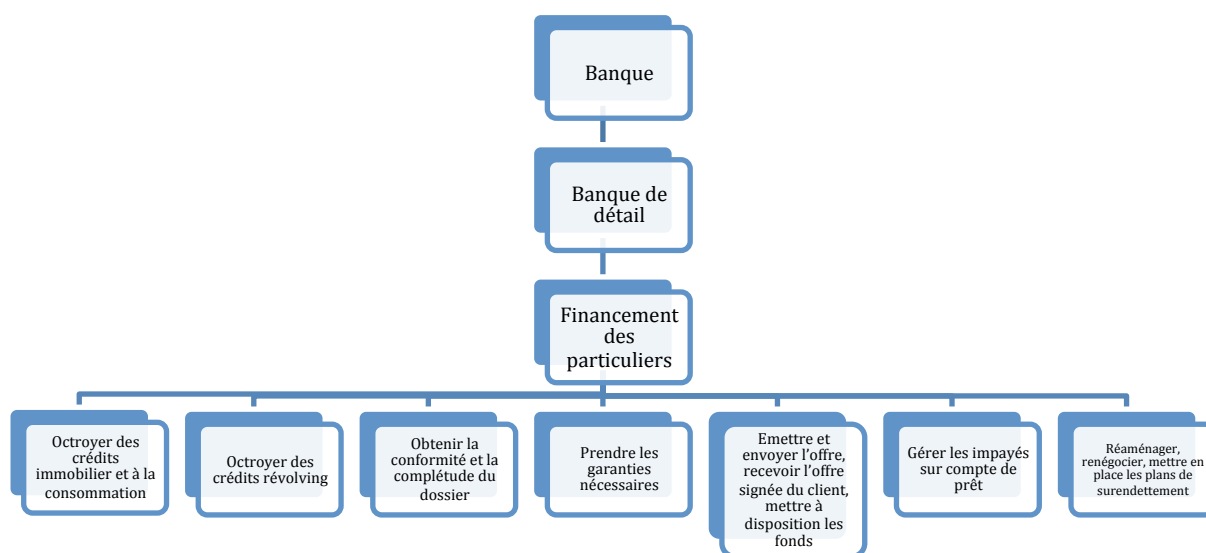 Banque
Banque de
détail
Financement
des
particuliers
Octroyer des
crédits
immobilier et à la
consommation
Octroyer des
crédits révolving
Obtenir la
conformité et la
complétude du
dossier
Prendre les
garanties
nécessaires
Emettre et
envoyer l’offre,
recevoir l’offre
signée du client,
mettre à
disposition les
fonds
Gérer les impayés
sur compte de
prêt
Réaménager,
renégocier, mettre en
place les plans de
surendettement